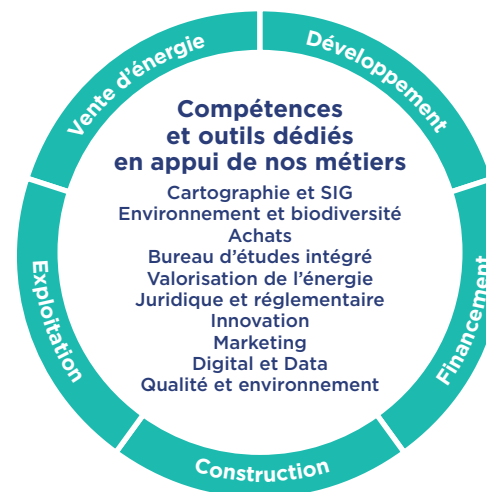 Vente d'énergie
Développement
Compétences
et outils dédiés
en appui de nos métiers
Cartographie et SIG
Environnement et biodiversité
Achats
Bureau d'études intégré
Valorisation de l'énergie
Juridique et réglementaire
Innovation
Marketing
Digital et Data
Qualité et environnement
Exploitation
Financement
Construction